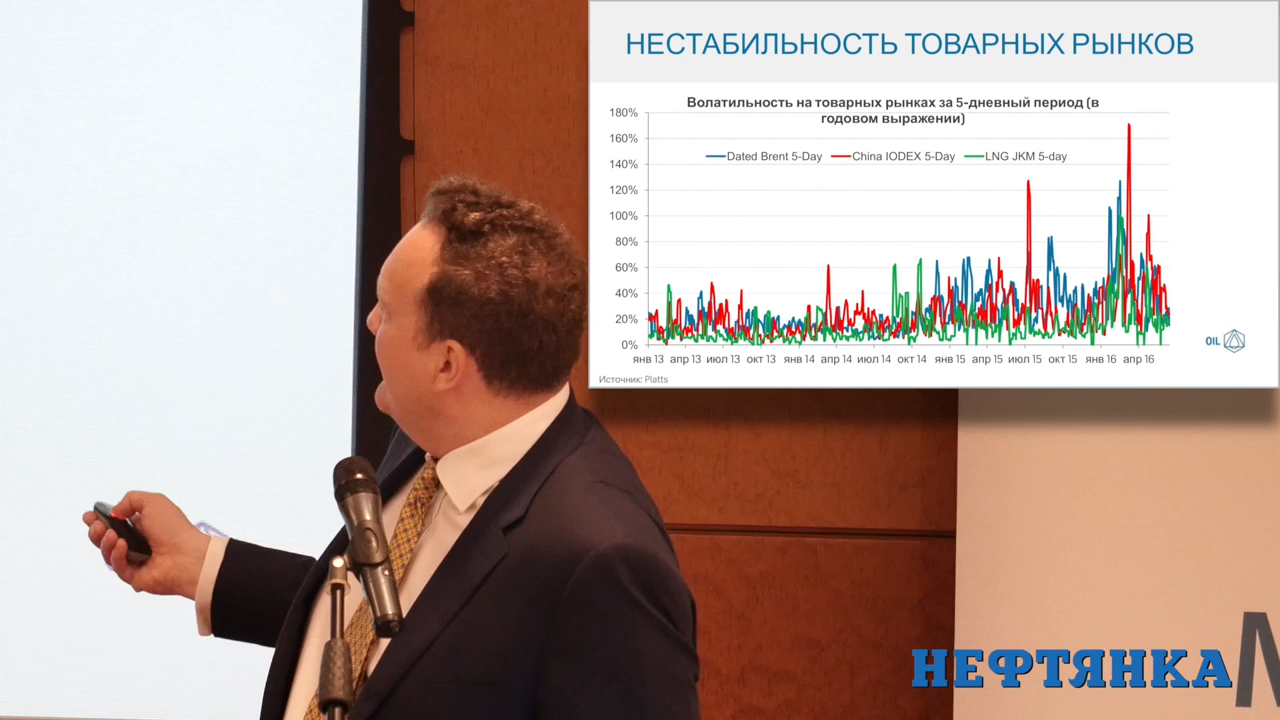 НЕСТАБИЛЬНОСТЬ ТОВАРНЫХ РЫНКОВ
Волатильность на товарных рынках за 5-дневный период (в
годовом выражении)
Dated Brent 5-Day China IODEX 5-Day LNG JKM 5-day
180%
160%
140%
120%
100%
80%
60%
40%
20%
0%
янв 13 апр 13 июл 13 окт 13 янв 14 апр 14 июл 14 окт 14 янв 15 апр 15 июл 15 окт 15 янв 16 апр 16
OIL
Источник: Platts
НЕФТЯНКА